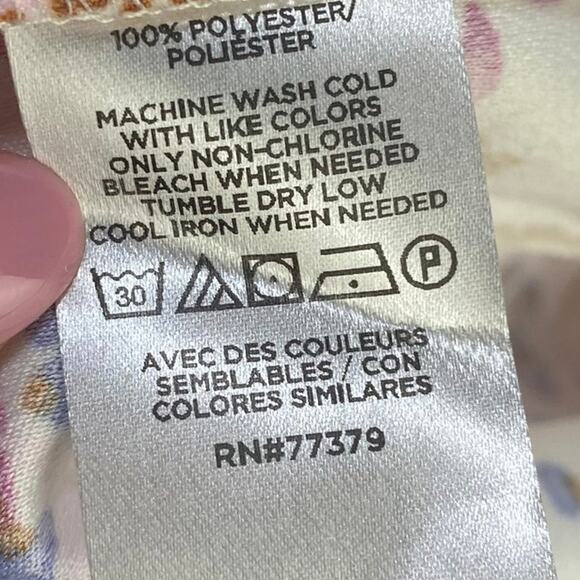 100% POLYESTER/
POLIÉSTER
MACHINE WASH COLD
WITH LIKE COLORS
ONLY NON-CHLORINE
BLEACH WHEN NEEDED
TUMBLE DRY LOW
COOL IRON WHEN NEEDED
30 P
AVEC DES COULEURS
SEMBLABLES / CON
COLORES SIMILARES
RN#77379